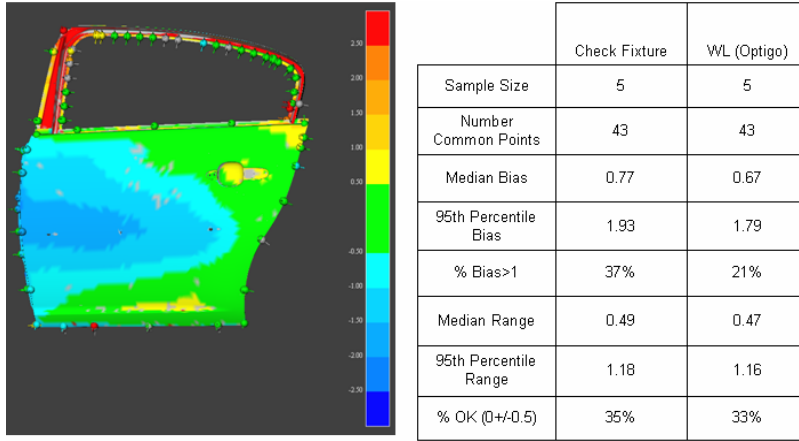 2.50
2.00
1.50
1.00
0.50
-0.50
-1.00
-1.50
-2.00
-2.50
Check Fixture WL (Optigo)
Sample Size 5 5
Number
Common Points 43 43
Median Bias 0.77 0.67
95th Percentile
Bias 1.93 1.79
% Bias>1 37% 21%
Median Range 0.49 0.47
95th Percentile
Range 1.18 1.16
% OK (0+/-0.5) 35% 33%